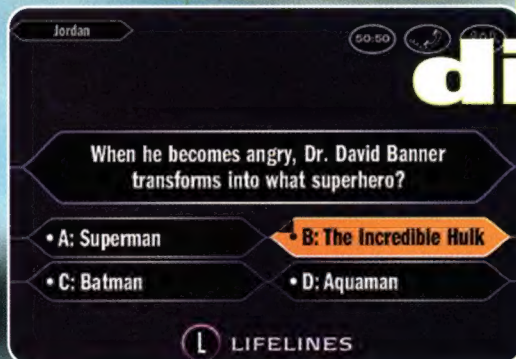 Jordan
50:50
di
When he becomes angry, Dr. David Banner
transforms into what superhero?
• A: Superman
• B: The Incredible Hulk
• C: Batman
• D: Aquaman
L LIFELINES